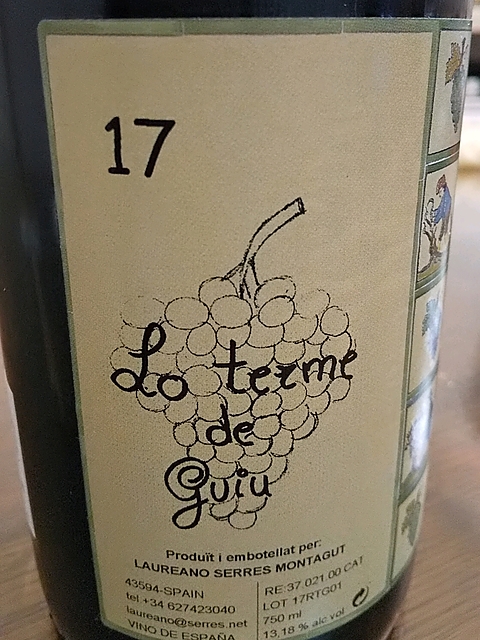 17
Lo terme
de
Guiu
Produït i embotellat per:
LAUREANO SERRES MONTAGUT
43594-SPAIN
tel +34 627423040
laureano@serres.net
VINO DE ESPAÑA
RE:37.021.00 CAT
LOT 17RTG01
750 ml
13,18 % alc vol